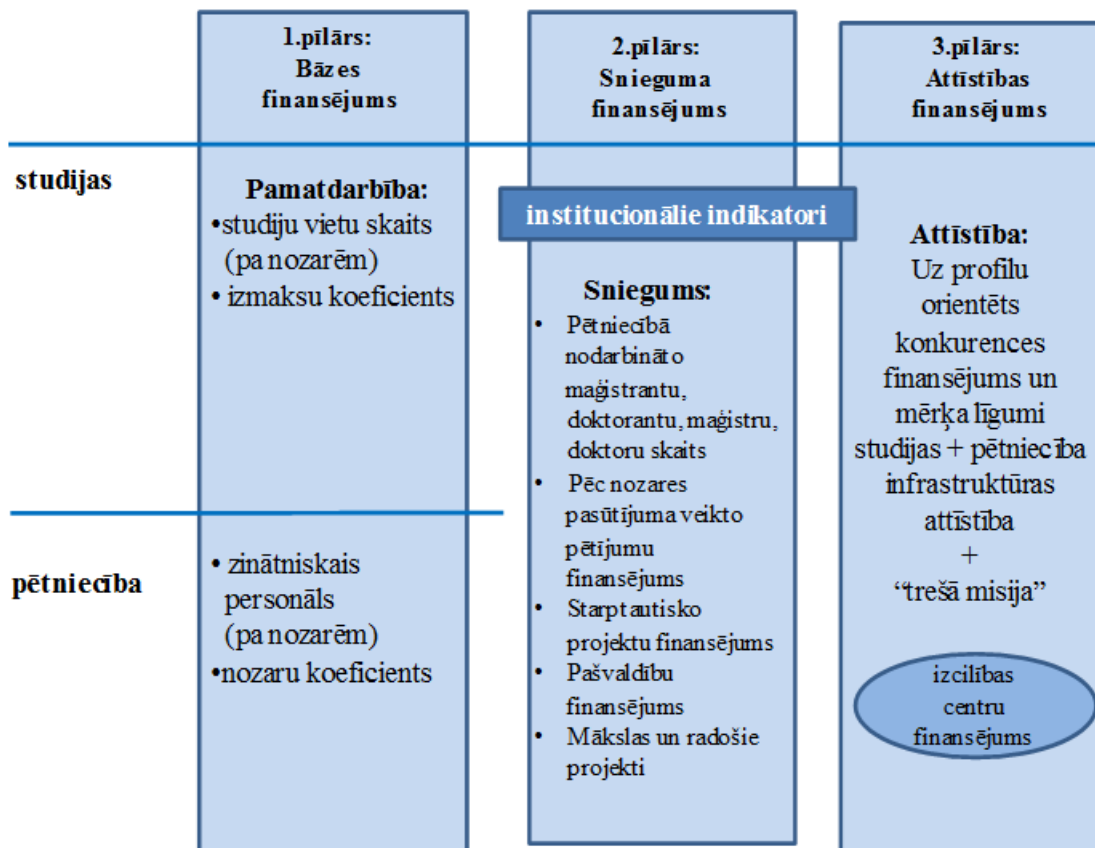 1.pīlārs:
Bāzes
finansējums
2.pīlārs:
Snieguma
finansējums
3.pīlārs:
Attīstības
finansējums
studijas
Pamatdarbība:
•studiju vietu skaits
(pa nozarēm)
• izmaksu koeficients
pētniecība
• zinātniskais
personāls
(pa nozarēm)
•nozaru koeficients
institucionālie indikatori
Sniegums:
• Pētniecībā
nodarbināto
maģistrantu,
doktorantu, maģistru,
doktoru skaits
• Pēc nozares
pasūtījuma veikto
pētījumu
finansējums
• Starptautisko
projektu finansējums
• Pašvaldību
finansējums
• Mākslas un radošie
projekti
Attīstība:
Uz profilu
orientēts
konkurences
finansējums un
mērķa līgumi
studijas + pētniecība
infrastruktūras
attīstība
+
“trešā misija”
izcilības
centru
finansējums